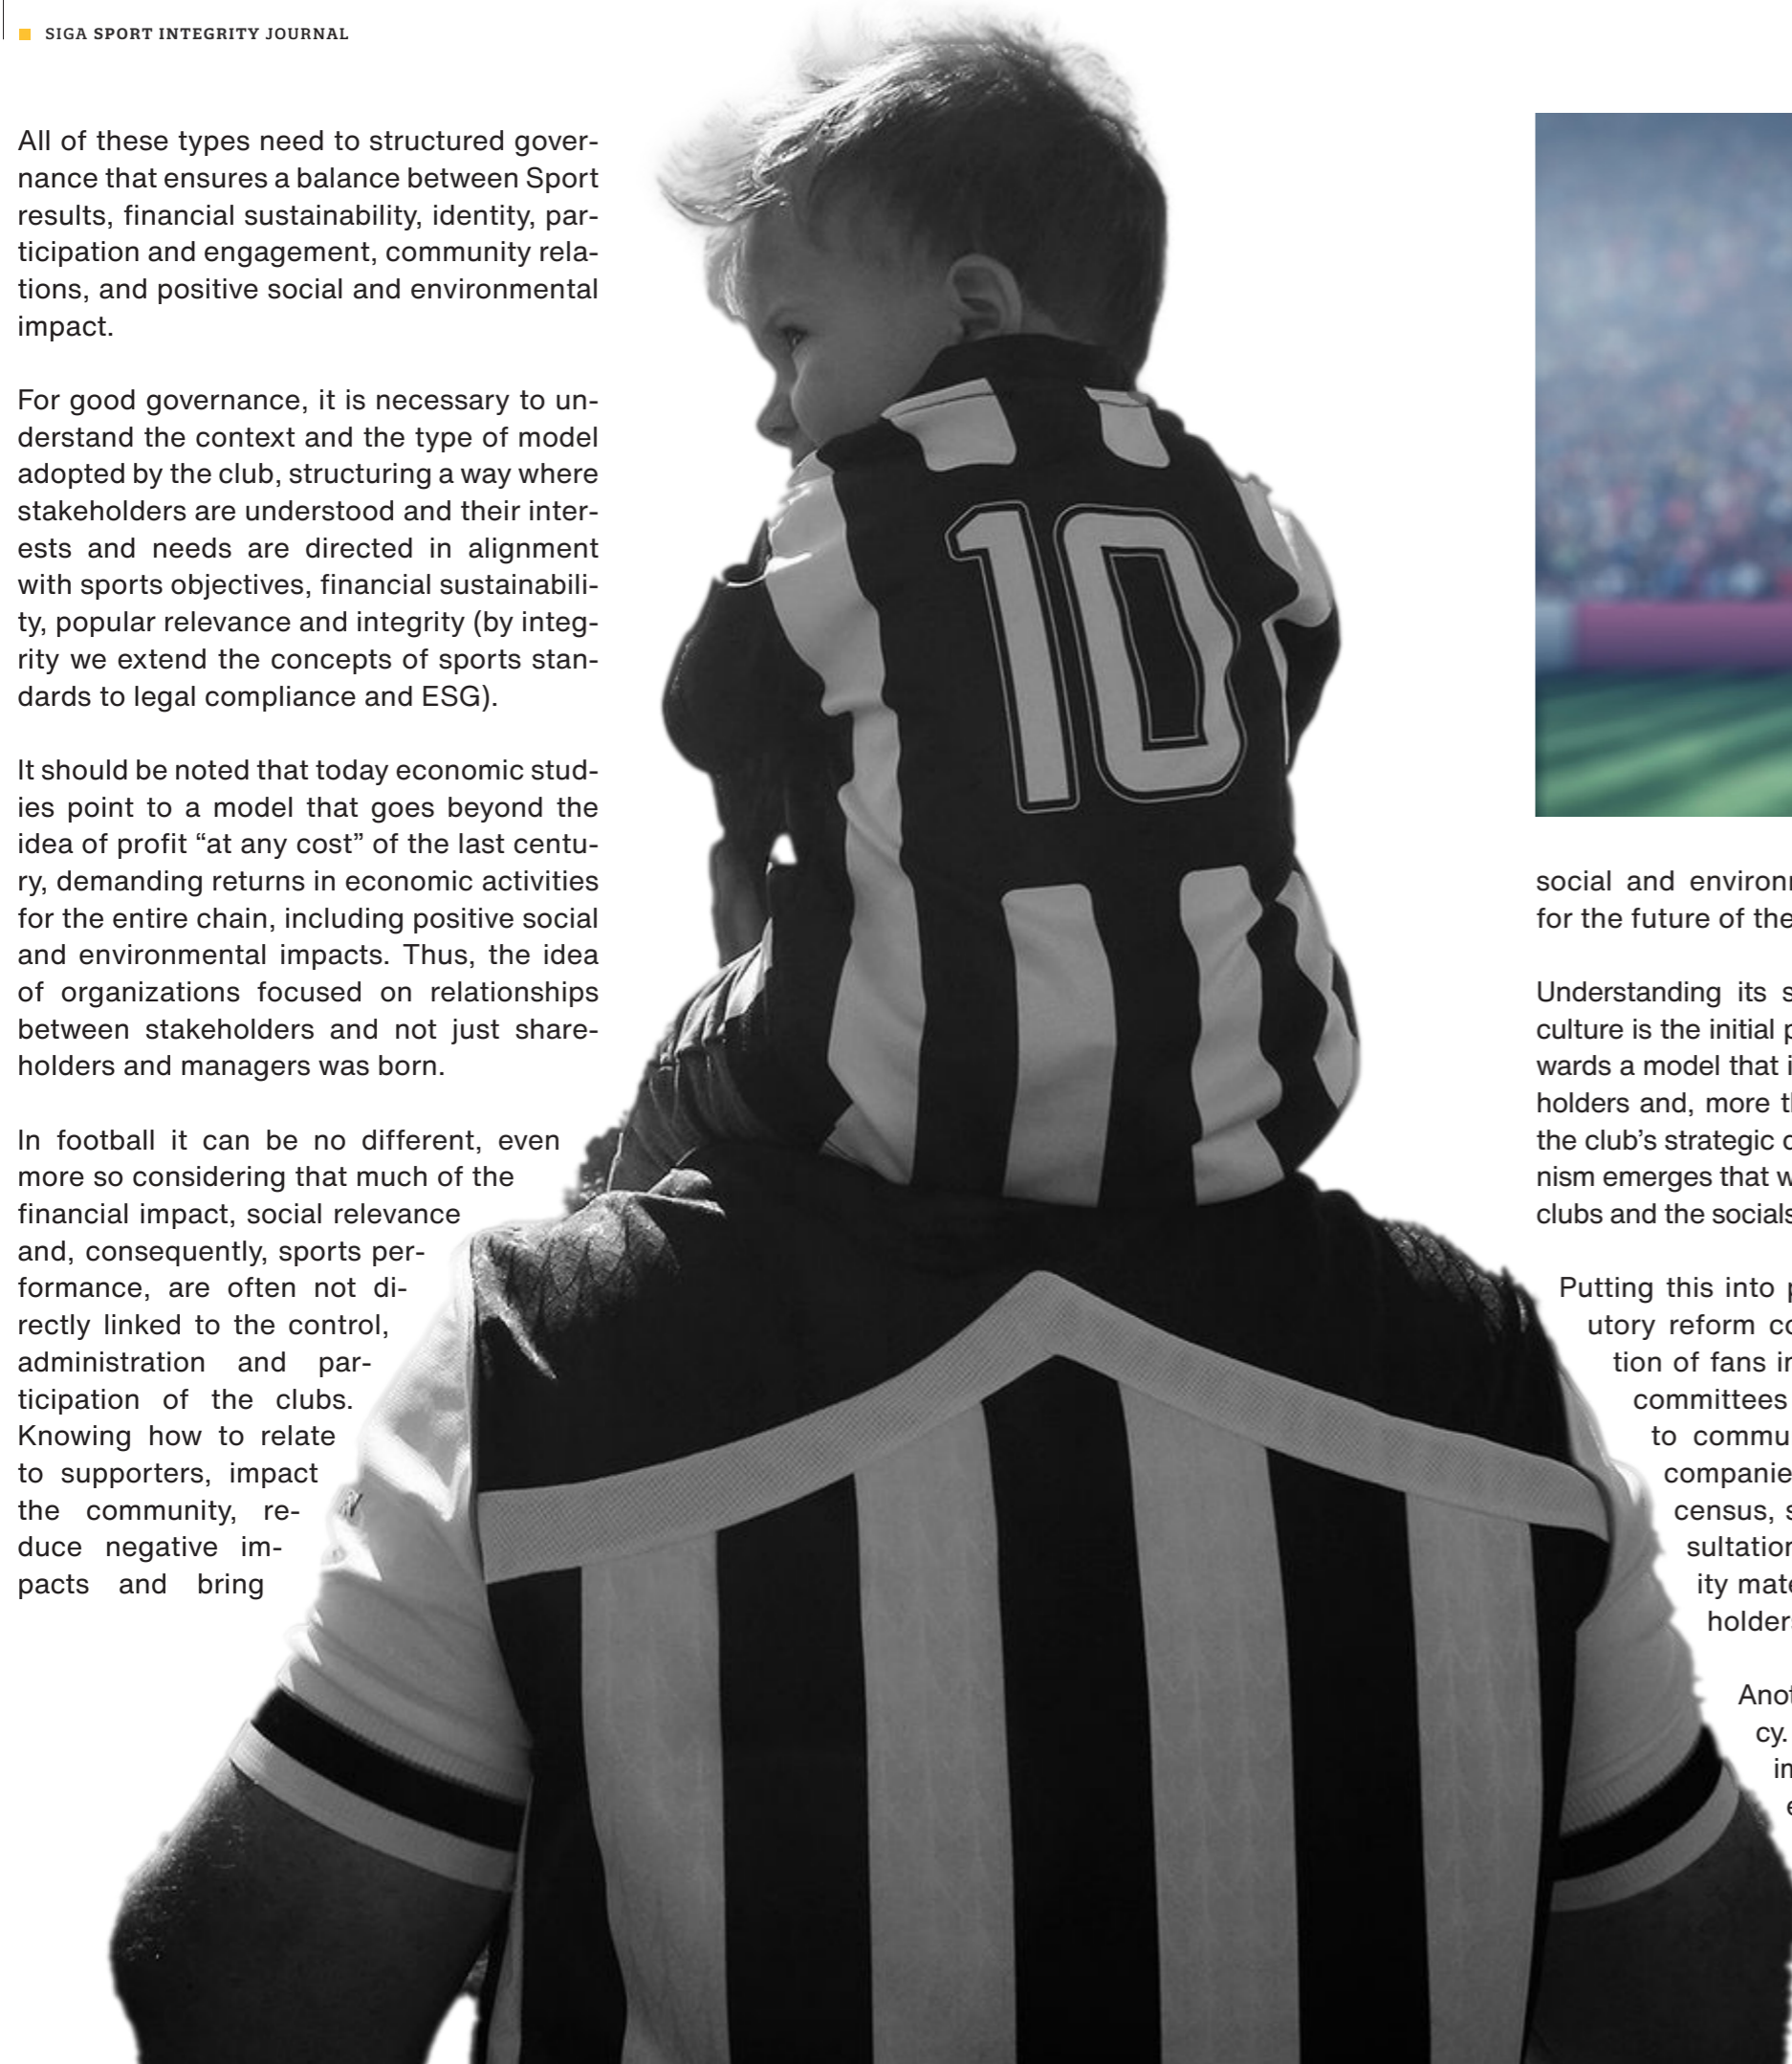 SIGA SPORT INTEGRITY JOURNAL
All of these types need to structured gover-
nance that ensures a balance between Sport
results, financial sustainability, identity, par-
ticipation and engagement, community rela-
tions, and positive social and environmental
impact.
For good governance, it is necessary to un-
derstand the context and the type of model
adopted by the club, structuring a way where
stakeholders are understood and their inter-
ests and needs are directed in alignment
with sports objectives, financial sustainabili-
ty, popular relevance and integrity (by integ-
rity we extend the concepts of sports stan-
dards to legal compliance and ESG).
It should be noted that today economic stud-
ies point to a model that goes beyond the
idea of profit “at any cost” of the last centu-
ry, demanding returns in economic activities
for the entire chain, including positive social
and environmental impacts. Thus, the idea
of organizations focused on relationships
between stakeholders and not just share-
holders and managers was born.
In football it can be no different, even
more so considering that much of the
financial impact, social relevance
and, consequently, sports per-
formance, are often not di-
rectly linked to the control,
administration and par-
ticipation of the clubs.
Knowing how to relate
to supporters, impact
the community, re-
duce negative im-
pacts and bring
10
social and
for the future of the
Understanding its
culture is the initial
wards a model that
holders and, more
the club’s strategic
nism emerges that
clubs and the socials
Putting this into
utory reform
tion of fans
committees
to
census,